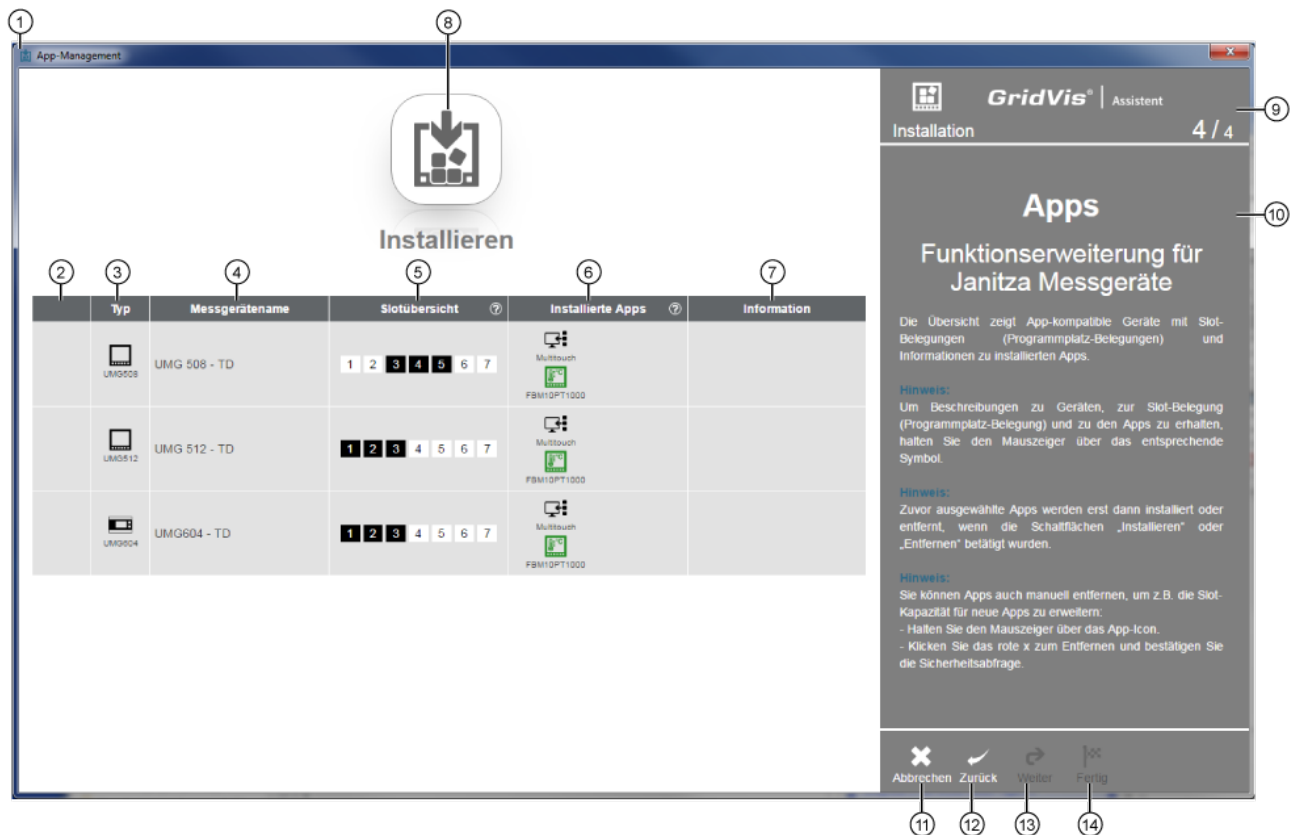 1
8
App-Management
GridVis® | Assistent
9
Installation
4 / 4
Installieren
2
3
4
5
6
7
Typ
Messgerätename
Slotübersicht ?
Installierte Apps ?
Information
UMG508
UMG 508 - TD
1 2 3 4 5 6 7
Multitouch
FBM10PT1000
UMG512
UMG 512 - TD
1 2 3 4 5 6 7
Multitouch
FBM10PT1000
UMG604
UMG604 - TD
1 2 3 4 5 6 7
Multitouch
FBM10PT1000
Apps
10
Funktionserweiterung für
Janitza Messgeräte
Die Übersicht zeigt App-kompatible Geräte mit Slot-
Belegungen (Programmplatz-Belegungen) und
Informationen zu installierten Apps.
Hinweis:
Um Beschreibungen zu Geräten, zur Slot-Belegung
(Programmplatz-Belegung) und zu den Apps zu erhalten,
halten Sie den Mauszeiger über das entsprechende
Symbol.
Hinweis:
Zuvor ausgewählte Apps werden erst dann installiert oder
entfernt, wenn die Schaltflächen „Installieren" oder
„Entfernen" betätigt wurden.
Hinweis:
Sie können Apps auch manuell entfernen, um z.B. die Slot-
Kapazität für neue Apps zu erweitern:
- Halten Sie den Mauszeiger über das App-Icon.
- Klicken Sie das rote x zum Entfernen und bestätigen Sie
die Sicherheitsabfrage.
Abbrechen Zurück Weiter Fertig
11 12 13 14